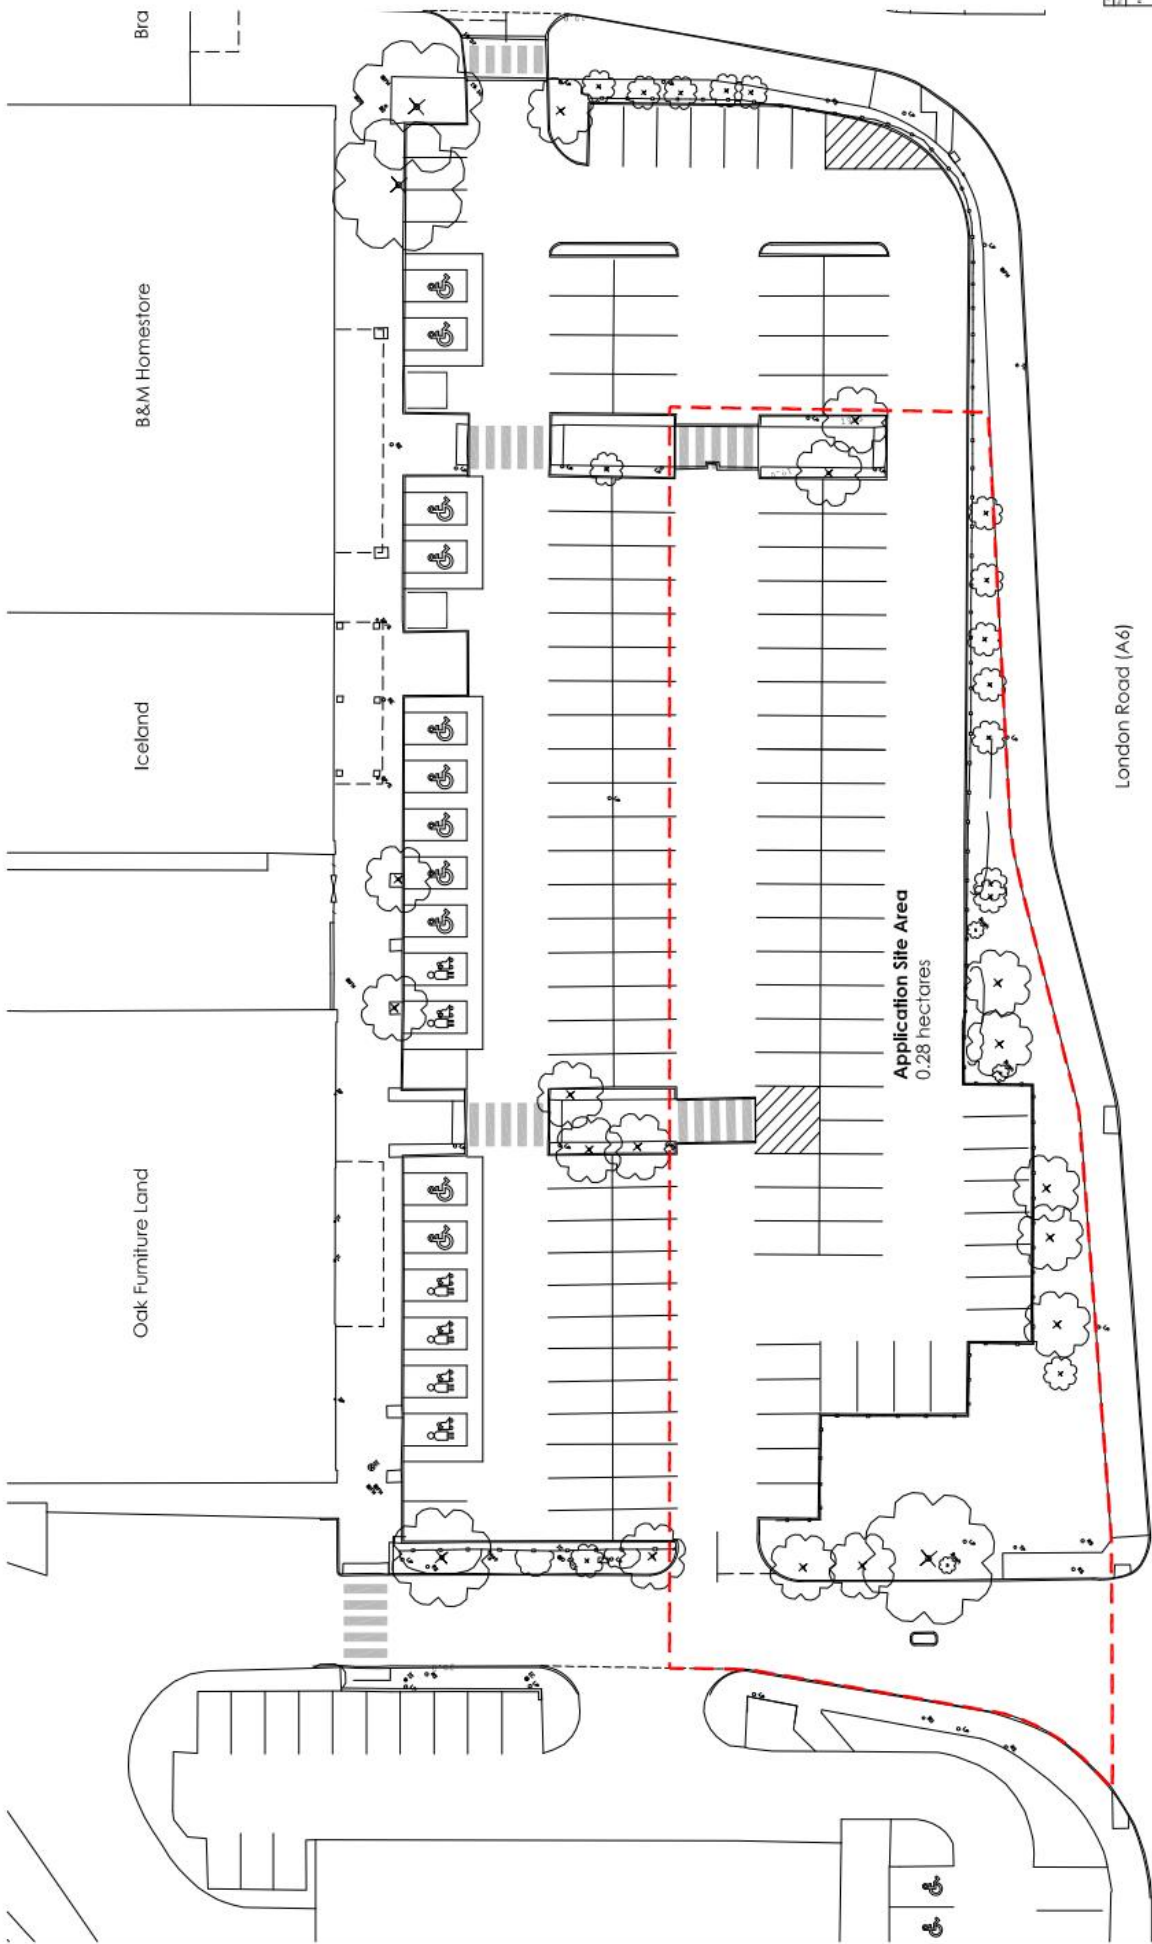 Bra
B&M Homestore
Iceland
Oak Furniture Land
Application Site Area
0.28 hectares
London Road (A6)